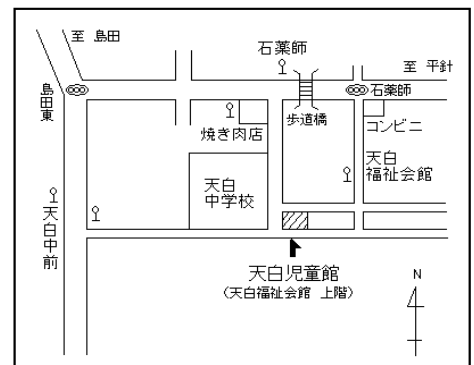 至 島田
石薬師
至 平針
島田東
石薬師
歩道橋
焼き肉店
コンビニ
天白
福祉会館
天白
中学校
天白中前
天白児童館
(天白福祉会館 上階)
N